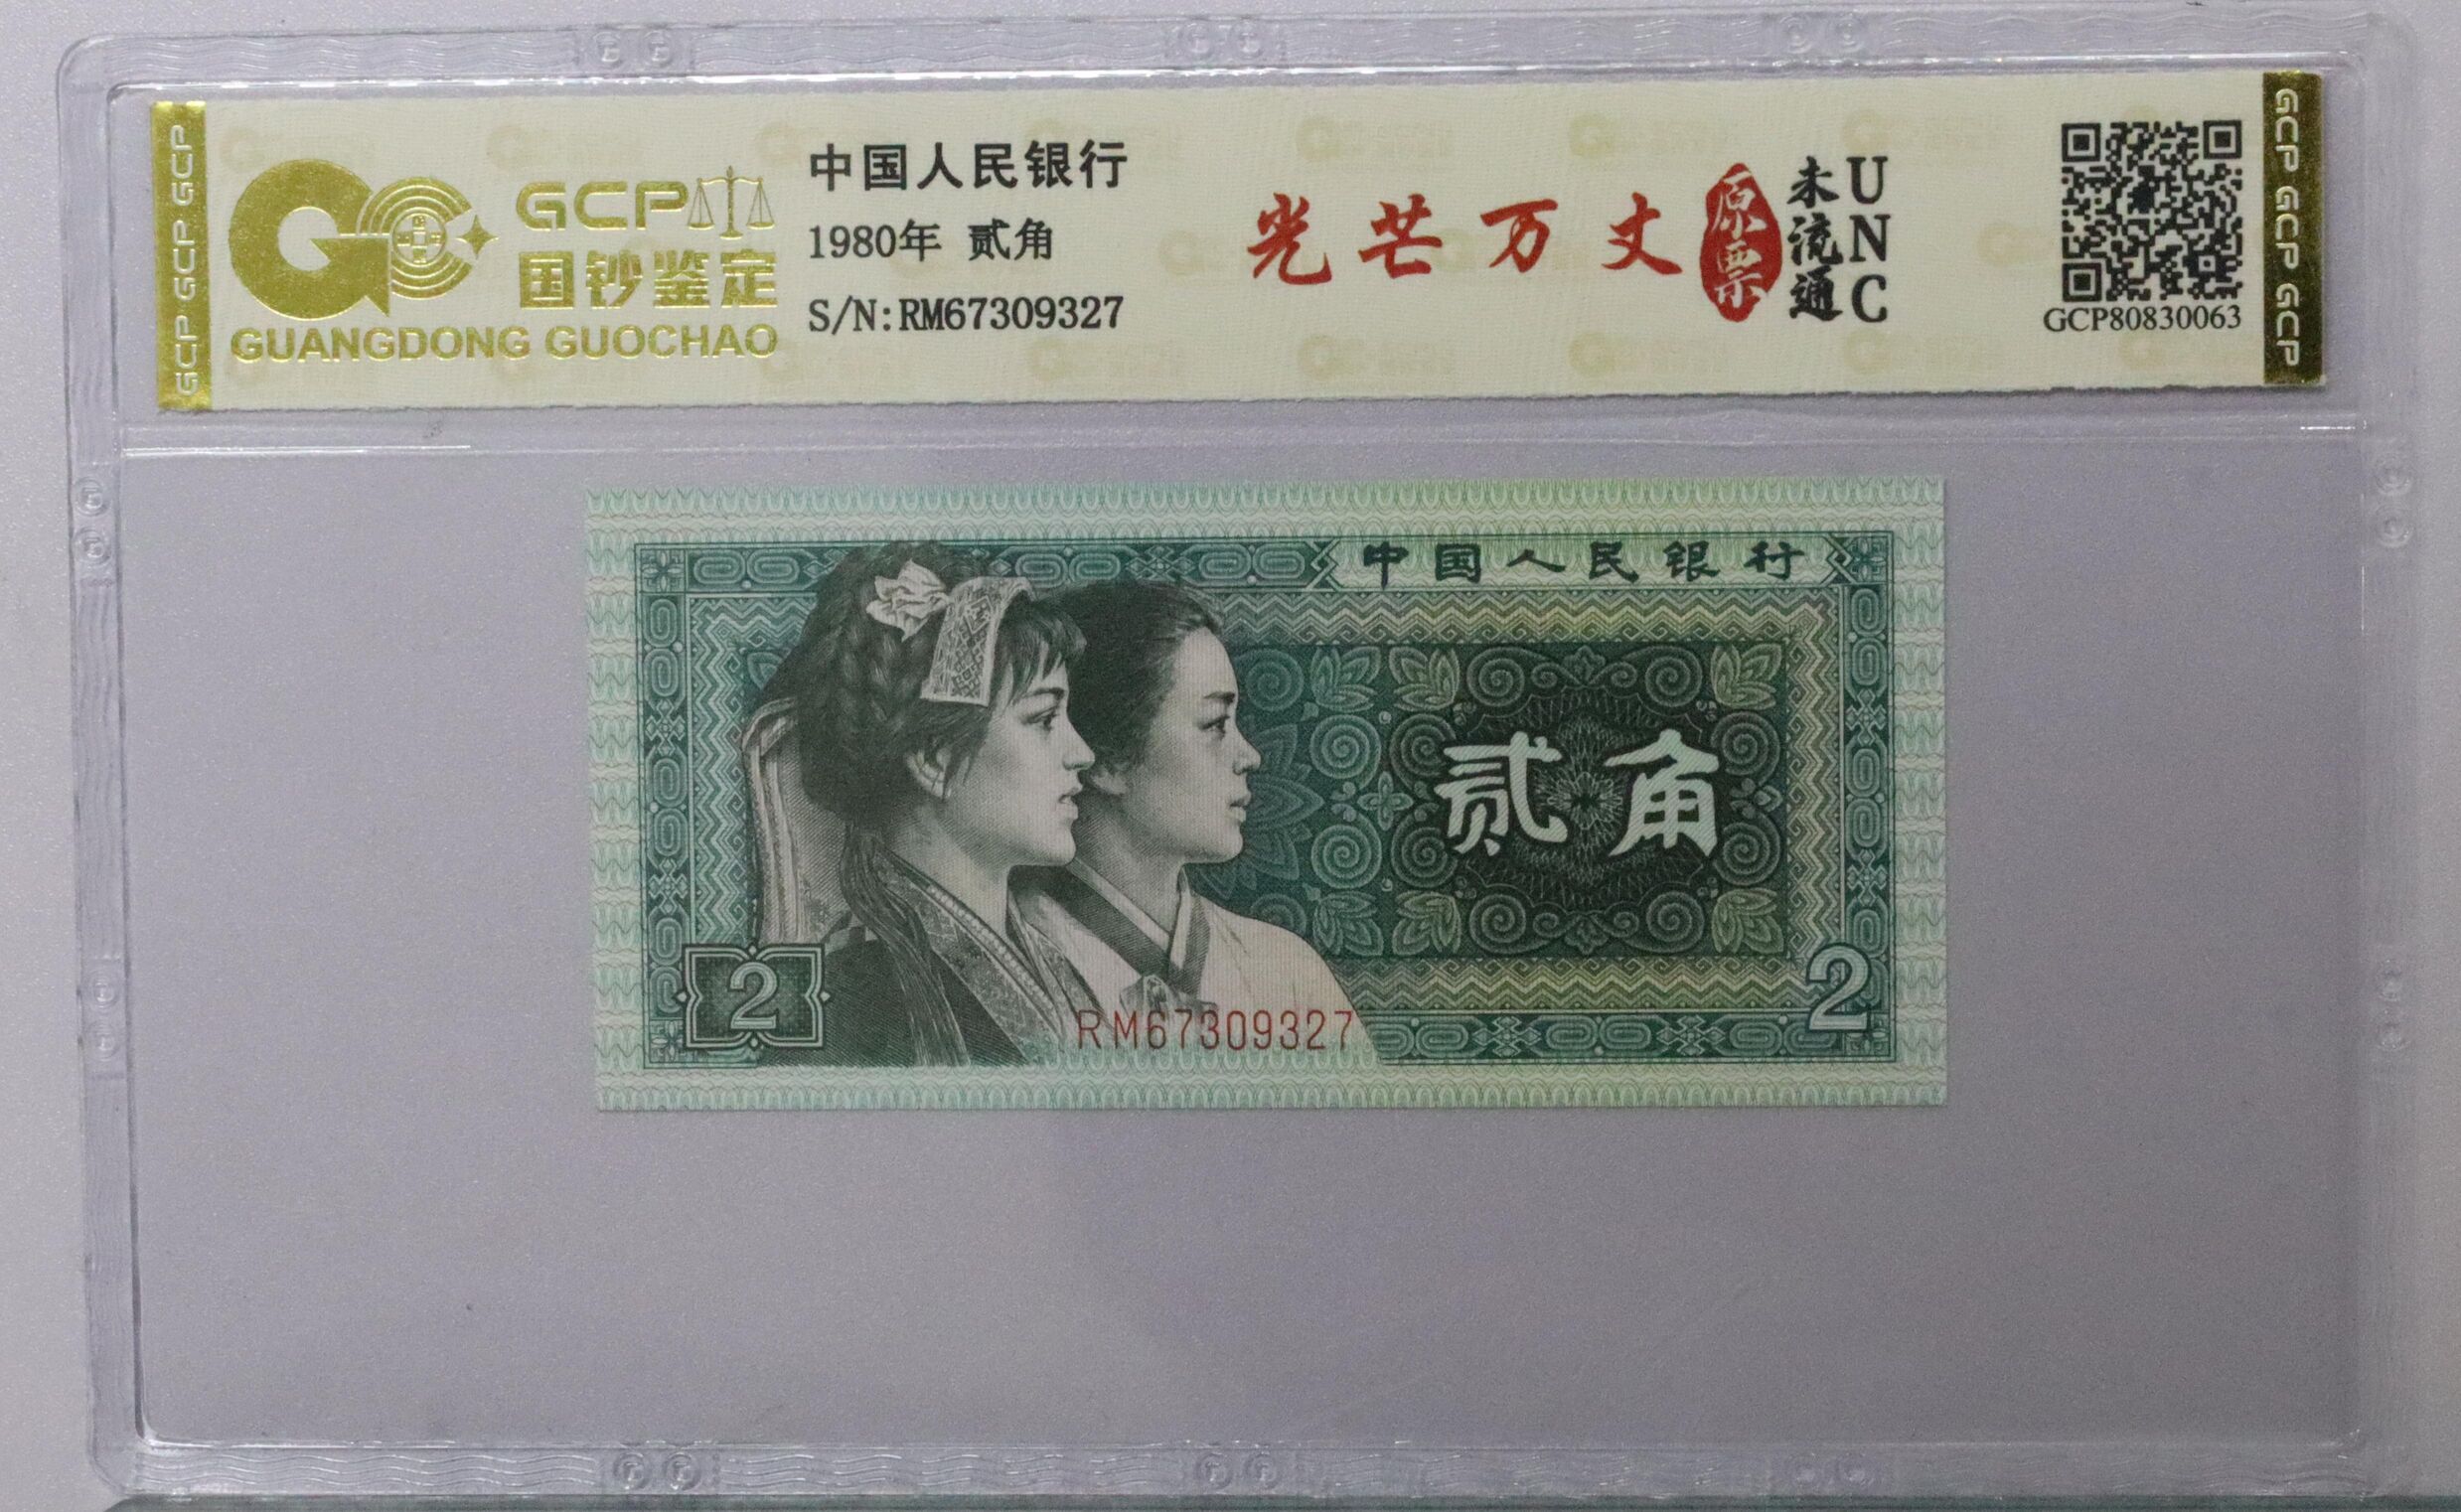 GCP GCP GCP
GCP
国钞鉴定
GUANGDONG GUOCHAO
中国人民银行
1980年 贰角
S/N:RM67309327
光芒万丈
原票
未流通
UNC
GCP80830063
GCP GCP GCP
中国人民银行
贰角
2
2
RM67309327